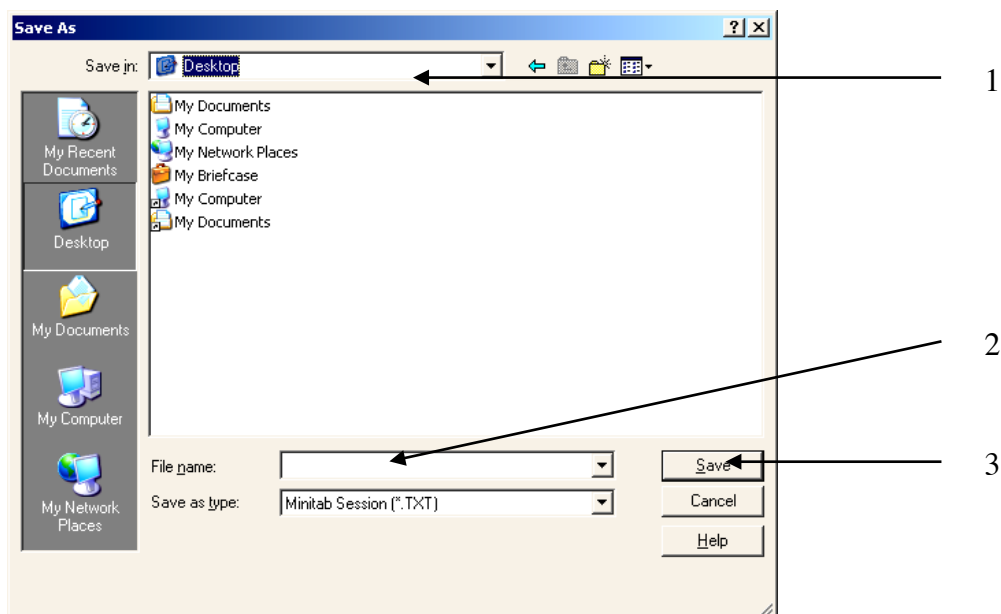 Save As
Save in: Desktop
1
My Recent
Documents
Desktop
My Documents
My Computer
My Network
Places
My Documents
My Computer
My Network Places
My Briefcase
My Computer
My Documents
2
File name:
Save
3
Save as type: Minitab Session (*.TXT)
Cancel
Help